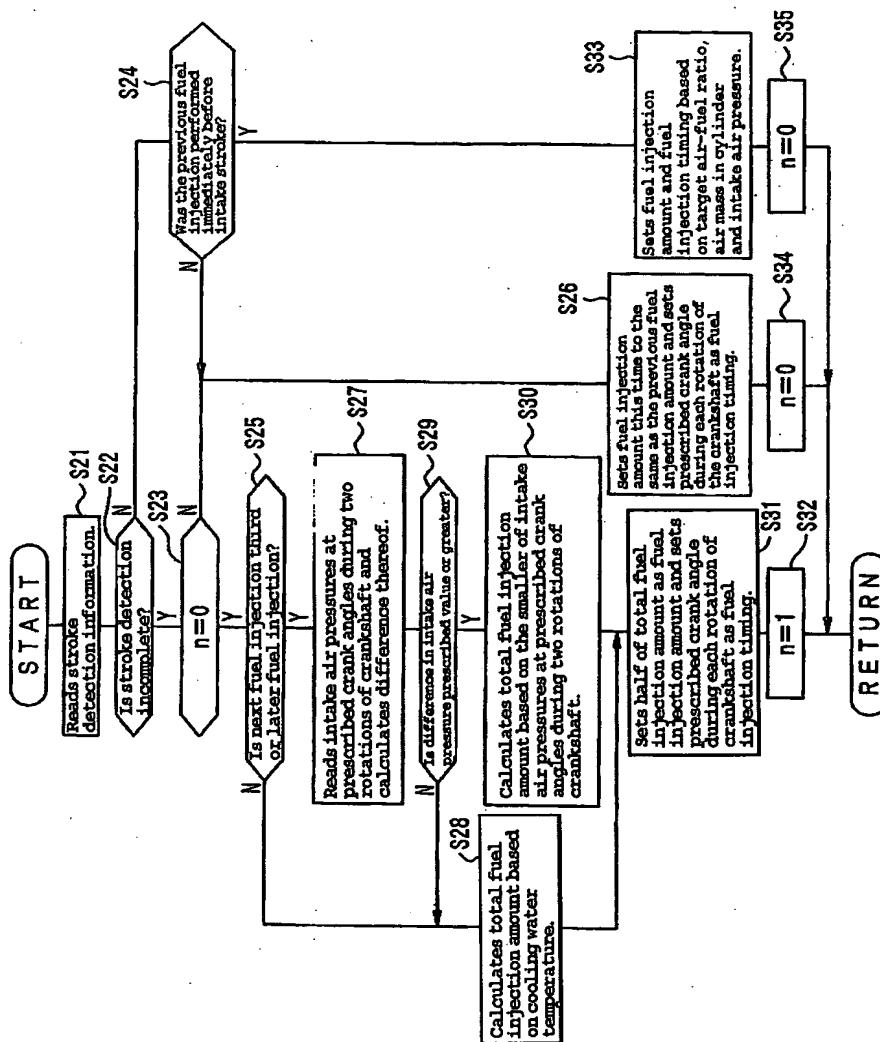 START
S21
Reads stroke
detection information.
S22
Is stroke detection
incomplete?
N
Y
S23
n=0
N
Y
S24
Was the previous fuel
injection performed
immediately before
intake stroke?
N
Y
S25
Is next fuel injection third
or later fuel injection?
N
Y
S27
Reads intake air pressures at
prescribed crank angles during two
rotations of crankshaft and
calculates difference thereof.
S29
Is difference in intake air
pressure prescribed value or greater?
N
Y
S28
Calculates total fuel
injection amount based
on cooling water
temperature.
S30
Calculates total fuel injection
amount based on the smaller of intake
air pressures at prescribed crank
angles during two rotations of
crankshaft.
S26
Sets fuel injection
amount this time to the
same as the previous fuel
injection amount and sets
prescribed crank angle
during each rotation of
the crankshaft as fuel
injection timing.
S33
Sets fuel injection
amount and fuel
injection timing based
on target air-fuel ratio,
air mass in cylinder
and intake air pressure.
S31
Sets half of total fuel
injection amount as fuel
injection amount and sets
prescribed crank angle
during each rotation of
crankshaft as fuel
injection timing.
S32
n=1
S34
n=0
S35
n=0
RETURN